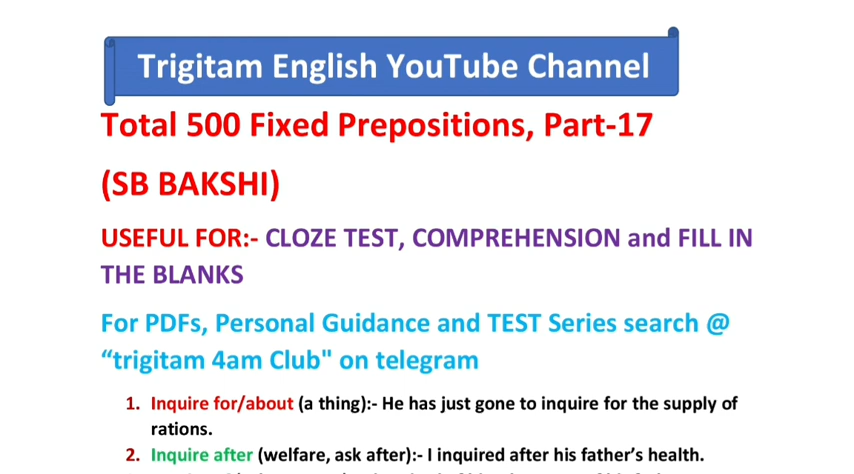 Trigitam English YouTube Channel
Total 500 Fixed Prepositions, Part-17
(SB BAKSHI)
USEFUL FOR:- CLOZE TEST, COMPREHENSION and FILL IN
THE BLANKS
For PDFs, Personal Guidance and TEST Series search @
“trigitam 4am Club" on telegram
1. Inquire for/about (a thing):- He has just gone to inquire for the supply of
rations.
2. Inquire after (welfare, ask after):- I inquired after his father’s health.